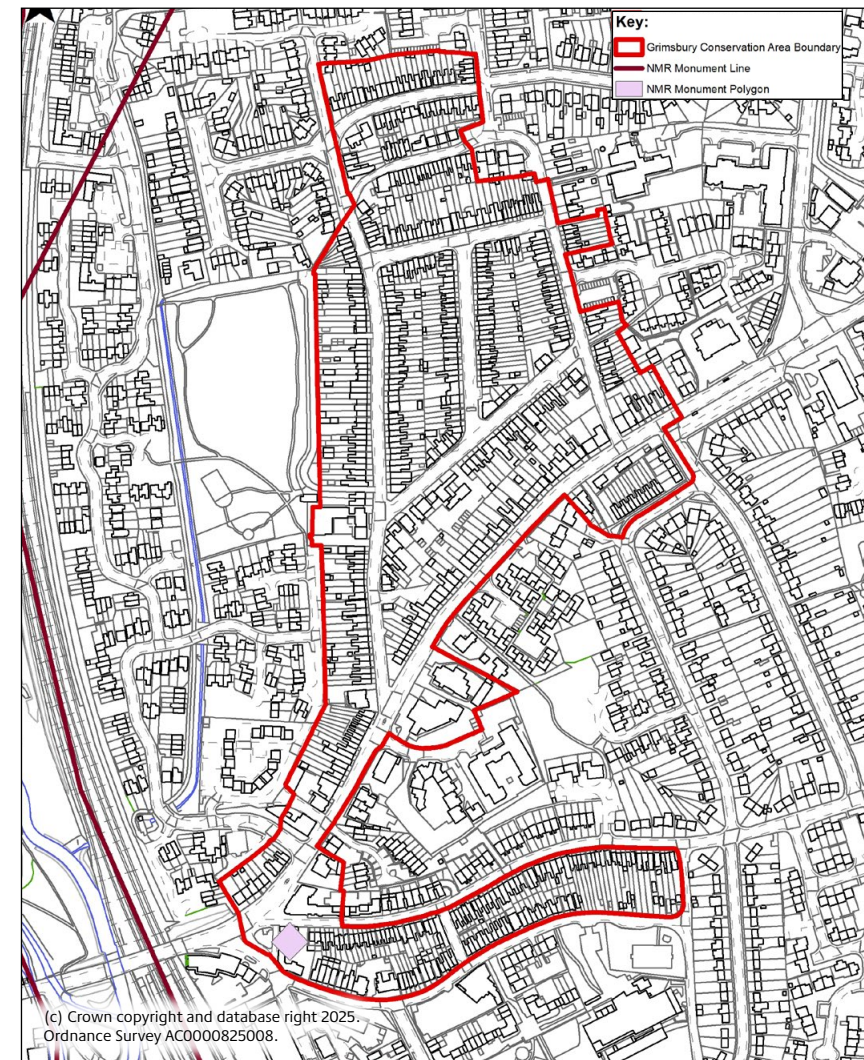 Key:
Grimsbury Conservation Area Boundary
NMR Monument Line
NMR Monument Polygon
(c) Crown copyright and database right 2025.
Ordnance Survey AC0000825008.